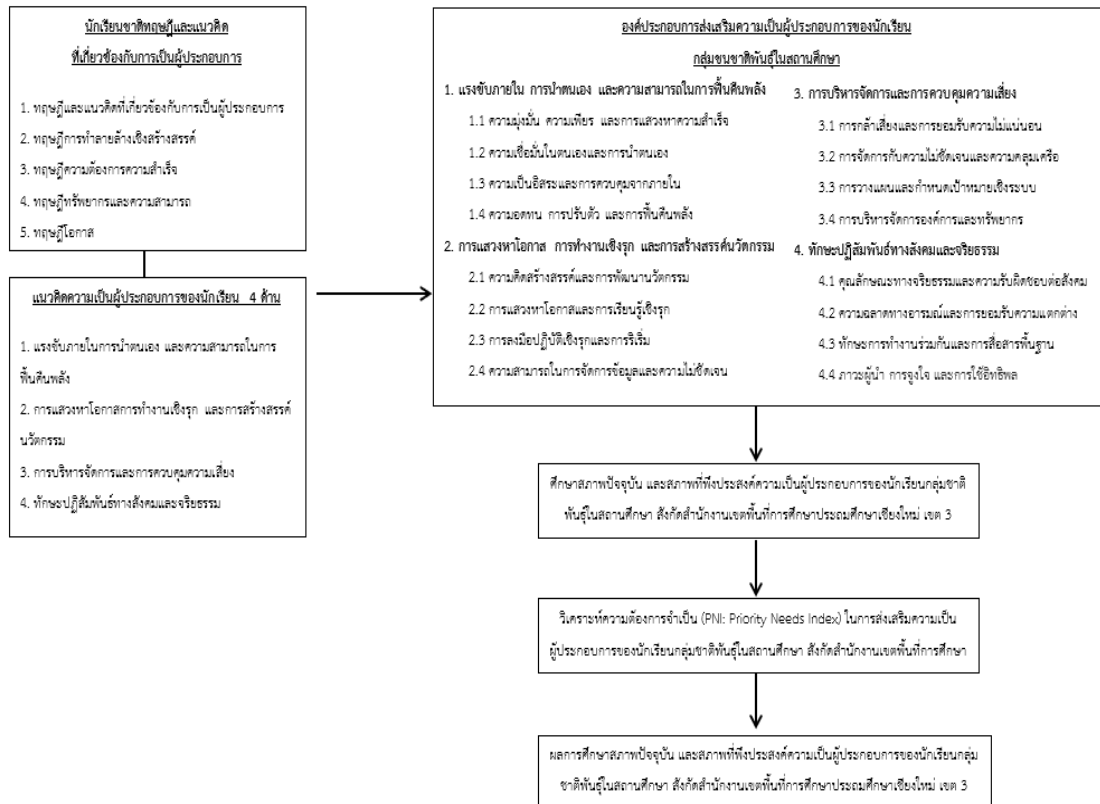 นักเรียนชาติทฤษฎีและแนวคิด
ที่เกี่ยวข้องกับการเป็นผู้ประกอบการ
1. ทฤษฎีและแนวคิดที่เกี่ยวข้องกับการเป็นผู้ประกอบการ
2. ทฤษฎีการทำลายล้างเชิงสร้างสรรค์
3. ทฤษฎีความต้องการความสำเร็จ
4. ทฤษฎีทรัพยากรและความสามารถ
5. ทฤษฎีโอกาส
แนวคิดความเป็นผู้ประกอบการของนักเรียน 4 ด้าน
1. แรงขับภายในการนำตนเอง และความสามารถในการ
ฟื้นคืนพลัง
2. การแสวงหาโอกาสการทำงานเชิงรุก และการสร้างสรรค์
นวัตกรรม
3. การบริหารจัดการและการควบคุมความเสี่ยง
4. ทักษะปฏิสัมพันธ์ทางสังคมและจริยธรรม
องค์ประกอบการส่งเสริมความเป็นผู้ประกอบการของนักเรียน
กลุ่มชนชาติพันธุ์ในสถานศึกษา
1. แรงขับภายใน การนำตนเอง และความสามารถในการฟื้นคืนพลัง
1.1 ความมุ่งมั่น ความเพียร และการแสวงหาความสำเร็จ
1.2 ความเชื่อมั่นในตนเองและการนำตนเอง
1.3 ความเป็นอิสระและการควบคุมจากภายใน
1.4 ความอดทน การปรับตัว และการฟื้นคืนพลัง
2. การแสวงหาโอกาส การทำงานเชิงรุก และการสร้างสรรค์นวัตกรรม
2.1 ความคิดสร้างสรรค์และการพัฒนานวัตกรรม
2.2 การแสวงหาโอกาสและการเรียนรู้เชิงรุก
2.3 การลงมือปฏิบัติเชิงรุกและการริเริ่ม
2.4 ความสามารถในการจัดการข้อมูลและความไม่ชัดเจน
3. การบริหารจัดการและการควบคุมความเสี่ยง
3.1 การกล้าเสี่ยงและการยอมรับความไม่แน่นอน
3.2 การจัดการกับความไม่ชัดเจนและความคลุมเครือ
3.3 การวางแผนและกำหนดเป้าหมายเชิงระบบ
3.4 การบริหารจัดการองค์การและทรัพยากร
4. ทักษะปฏิสัมพันธ์ทางสังคมและจริยธรรม
4.1 คุณลักษณะทางจริยธรรมและความรับผิดชอบต่อสังคม
4.2 ความฉลาดทางอารมณ์และการยอมรับความแตกต่าง
4.3 ทักษะการทำงานร่วมกันและการสื่อสารพื้นฐาน
4.4 ภาวะผู้นำ การจูงใจ และการใช้อิทธิพล
ศึกษาสภาพปัจจุบัน และสภาพที่พึงประสงค์ความเป็นผู้ประกอบการของนักเรียนกลุ่มชาติ
พันธุ์ในสถานศึกษา สังกัดสำนักงานเขตพื้นที่การศึกษาประถมศึกษาเชียงใหม่ เขต 3
วิเคราะห์ความต้องการจำเป็น (PNI: Priority Needs Index) ในการส่งเสริมความเป็น
ผู้ประกอบการของนักเรียนกลุ่มชาติพันธุ์ในสถานศึกษา สังกัดสำนักงานเขตพื้นที่การศึกษา
ผลการศึกษาสภาพปัจจุบัน และสภาพที่พึงประสงค์ความเป็นผู้ประกอบการของนักเรียนกลุ่ม
ชาติพันธุ์ในสถานศึกษา สังกัดสำนักงานเขตพื้นที่การศึกษาประถมศึกษาเชียงใหม่ เขต 3